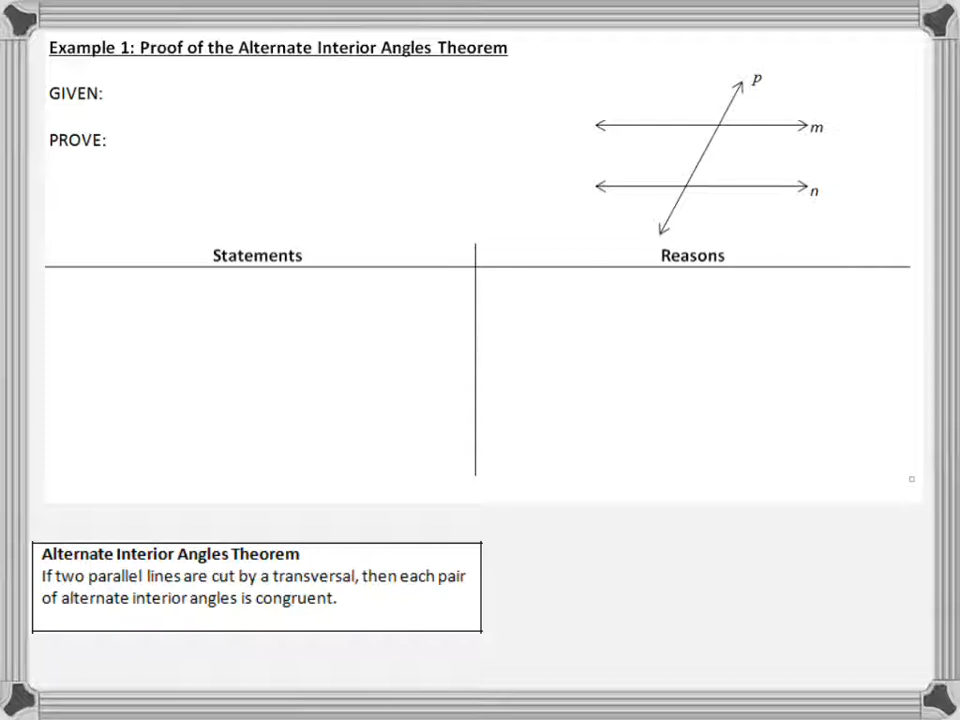 Example 1: Proof of the Alternate Interior Angles Theorem
p
GIVEN:
m
PROVE:
n
Statements
Reasons
Alternate Interior Angles Theorem
If two parallel lines are cut by a transversal, then each pair
of alternate interior angles is congruent.